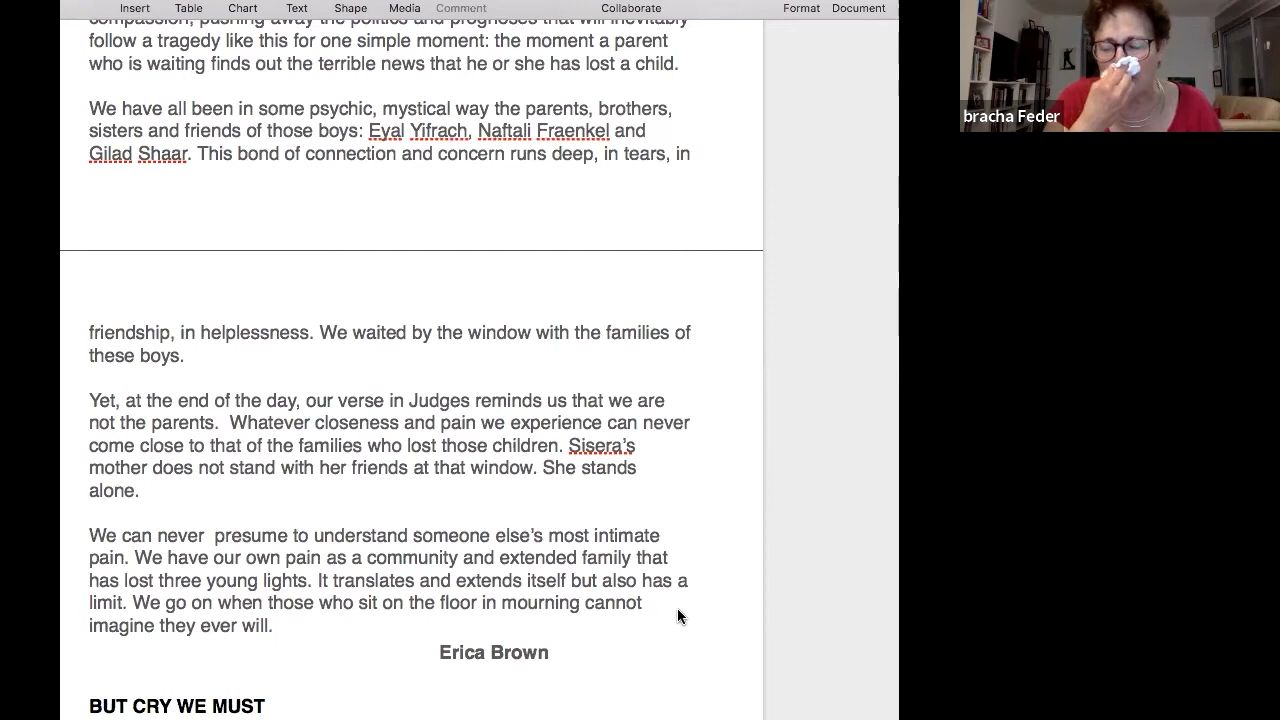 Insert Table Chart Text Shape Media Comment Collaborate Format Document
compassion, pushing away the politics and prognoses that will inevitably
follow a tragedy like this for one simple moment: the moment a parent
who is waiting finds out the terrible news that he or she has lost a child.
We have all been in some psychic, mystical way the parents, brothers,
sisters and friends of those boys: Eyal Yifrach, Naftali Fraenkel and
Gilad Shaar. This bond of connection and concern runs deep, in tears, in
friendship, in helplessness. We waited by the window with the families of
these boys.
Yet, at the end of the day, our verse in Judges reminds us that we are
not the parents.  Whatever closeness and pain we experience can never
come close to that of the families who lost those children. Sisera's
mother does not stand with her friends at that window. She stands
alone.
We can never  presume to understand someone else's most intimate
pain. We have our own pain as a community and extended family that
has lost three young lights. It translates and extends itself but also has a
limit. We go on when those who sit on the floor in mourning cannot
imagine they ever will.
Erica Brown
BUT CRY WE MUST
bracha Feder